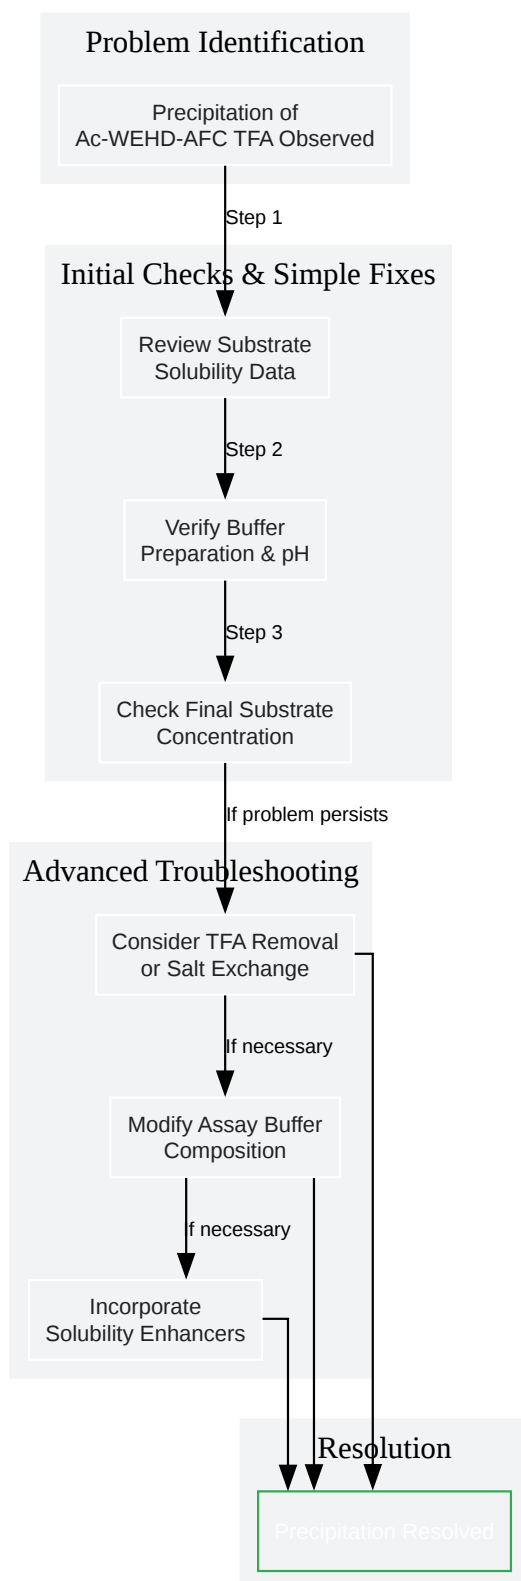 Problem Identification
Precipitation of
Ac-WEHD-AFC TFA Observed
Step 1
Initial Checks & Simple Fixes
Review Substrate
Solubility Data
Step 2
Verify Buffer
Preparation & pH
Step 3
Check Final Substrate
Concentration
If problem persists
Advanced Troubleshooting
Consider TFA Removal
or Salt Exchange
If necessary
Modify Assay Buffer
Composition
If necessary
Incorporate
Solubility Enhancers
Resolution
Precipitation Resolved